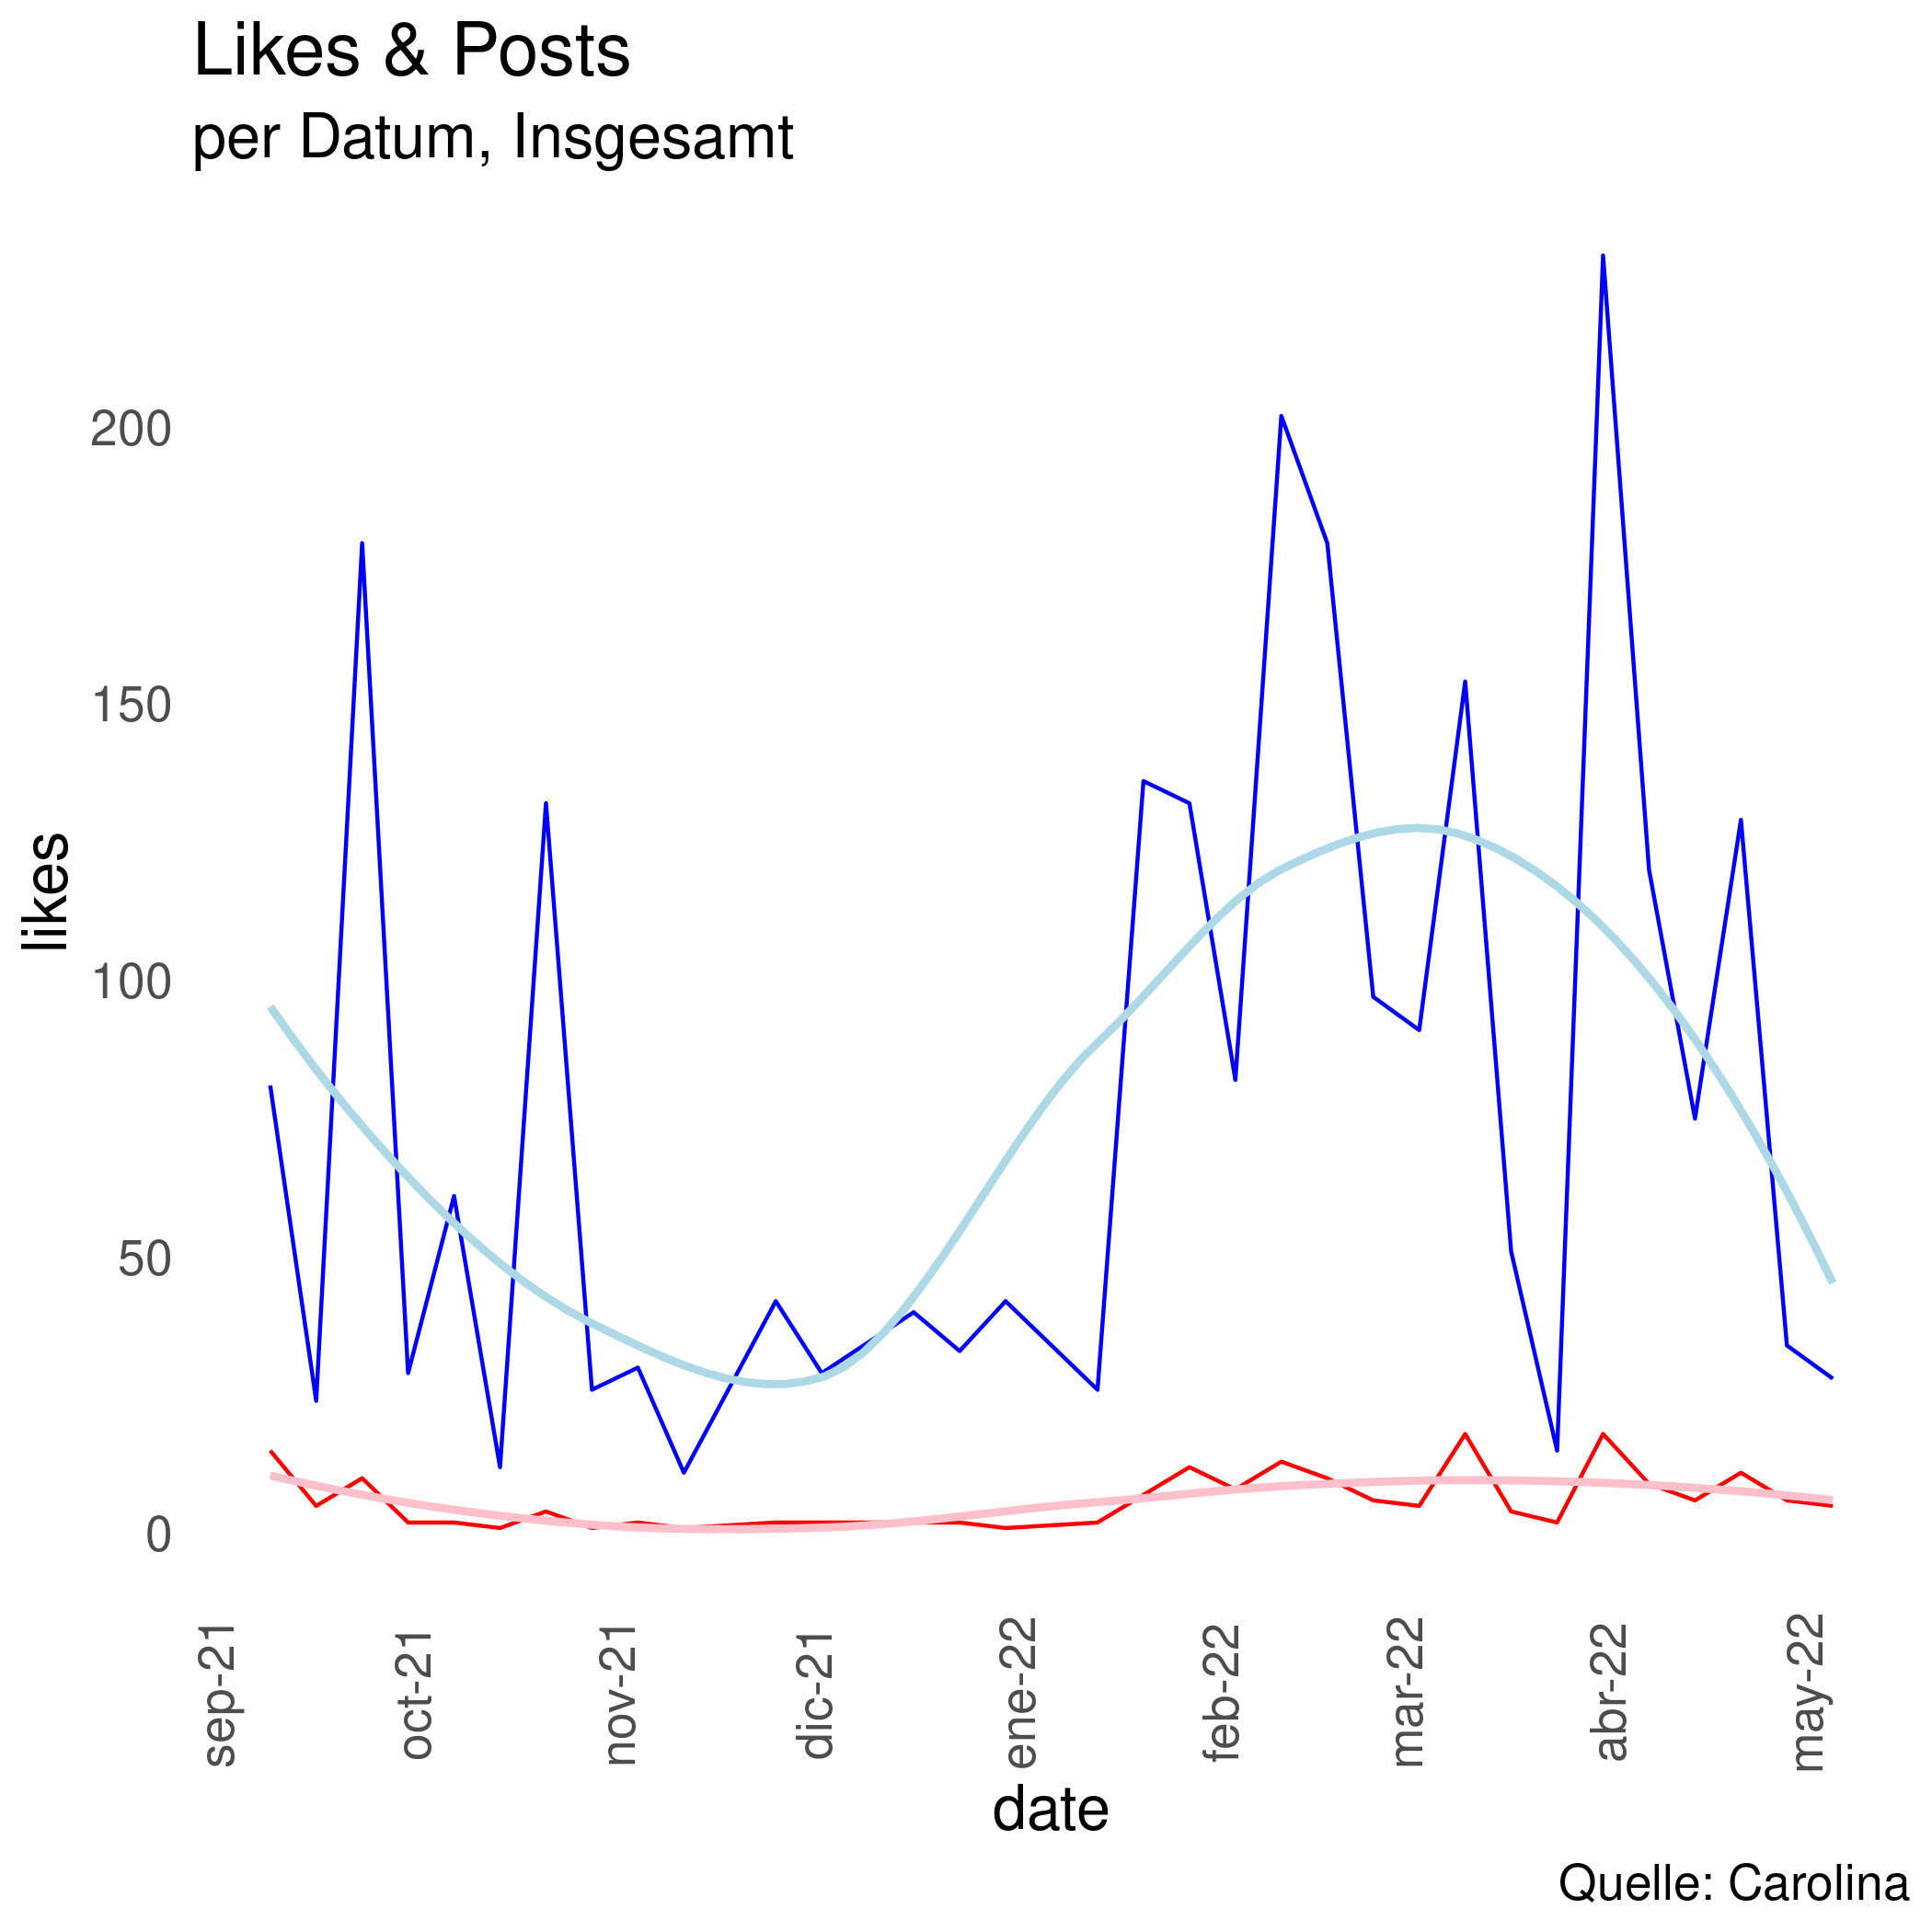 Likes & Posts
per Datum, Insgesamt
likes
200
150
100
50
0
sep-21
oct-21
nov-21
dic-21
ene-22
feb-22
mar-22
abr-22
may-22
date
Quelle: Carolina